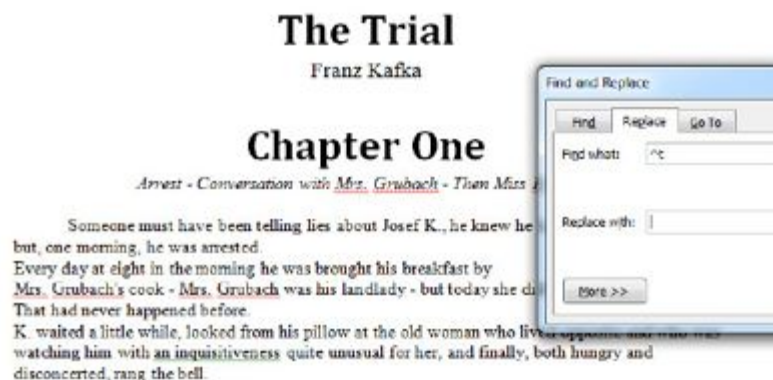 The Trial
Franz Kafka
Chapter One
Arrest - Conversation with Mrs. Grubach - Then Miss
Someone must have been telling lies about Josef K., he knew he
but, one morning, he was arrested.
Every day at eight in the morning he was brought his breakfast by
Mrs. Grubach's cook - Mrs. Grubach was his landlady - but today she
That had never happened before.
K. waited a little while, looked from his pillow at the old woman who lived opposite and who was
watching him with an inquisitiveness quite unusual for her, and finally, both hungry and
disconcerted, rang the bell.
Find and Replace
Find Replace Go To
Find what: ^t
Replace with:
More >>